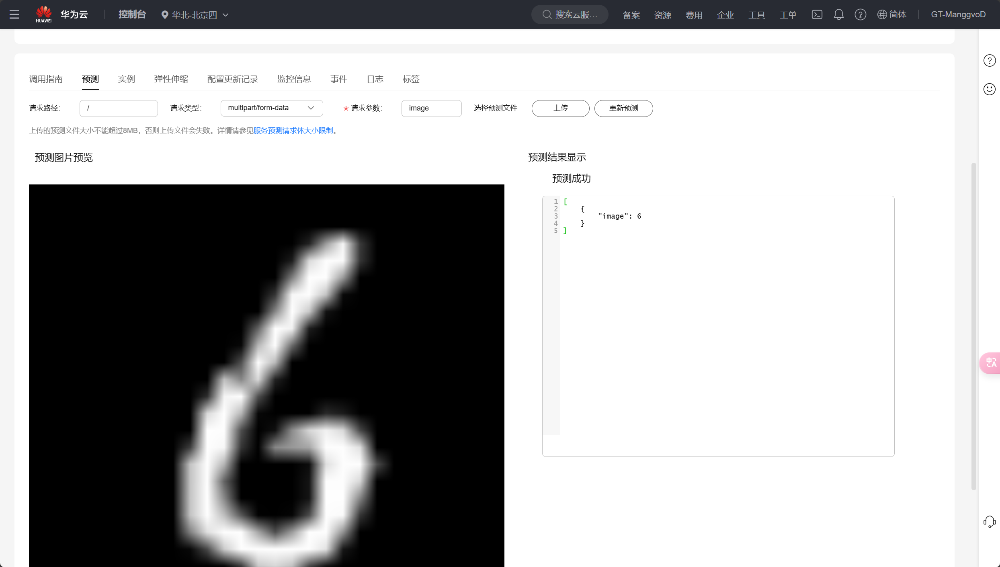 HUAWEI 华为云 控制台 华北-北京四 搜索云服... 备案 资源 费用 企业 工具 工单 简体 GT-ManggvoD
调用指南 预测 实例 弹性伸缩 配置更新记录 监控信息 事件 日志 标签
请求路径： / 请求类型： multipart/form-data * 请求参数： image 选择预测文件 上传 重新预测
上传的预测文件大小不能超过8MB，否则上传文件会失败。详情请参见服务预测请求体大小限制。
预测图片预览 预测结果显示
预测成功
1 [
2 {
3 "image": 6
4 }
5 ]
6
中A